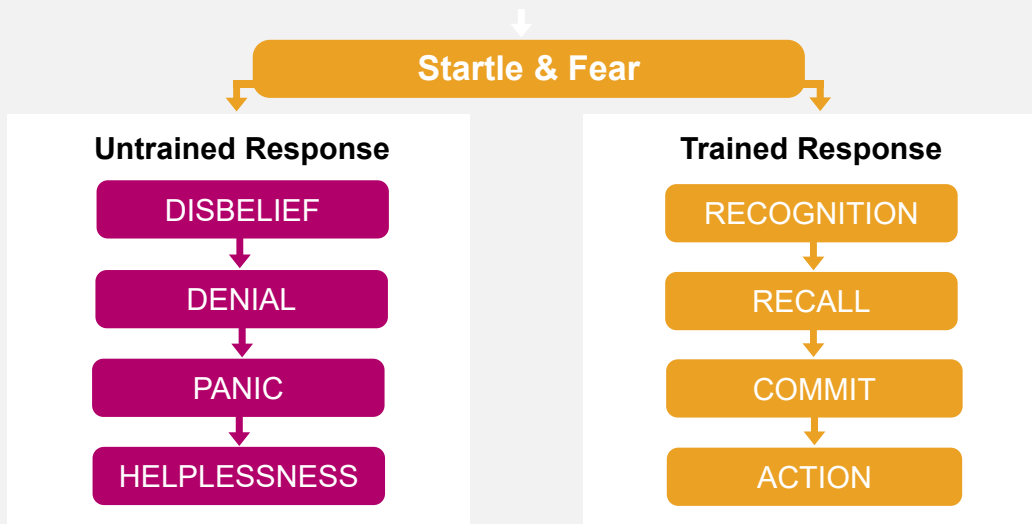 Startle & Fear
Untrained Response
DISBELIEF
DENIAL
PANIC
HELPLESSNESS
Trained Response
RECOGNITION
RECALL
COMMIT
ACTION